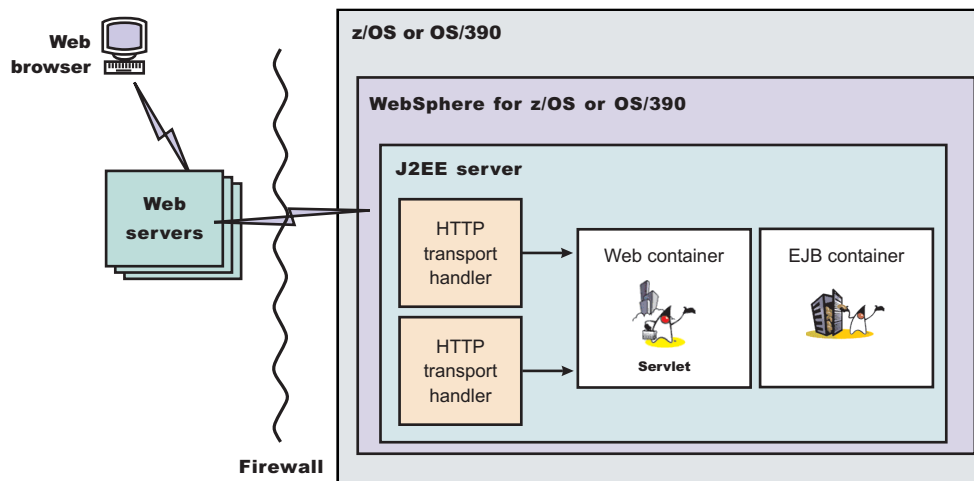 Web
browser
Web
servers
Firewall
z/OS or OS/390
WebSphere for z/OS or OS/390
J2EE server
HTTP
transport
handler
HTTP
transport
handler
Web container
Servlet
EJB container